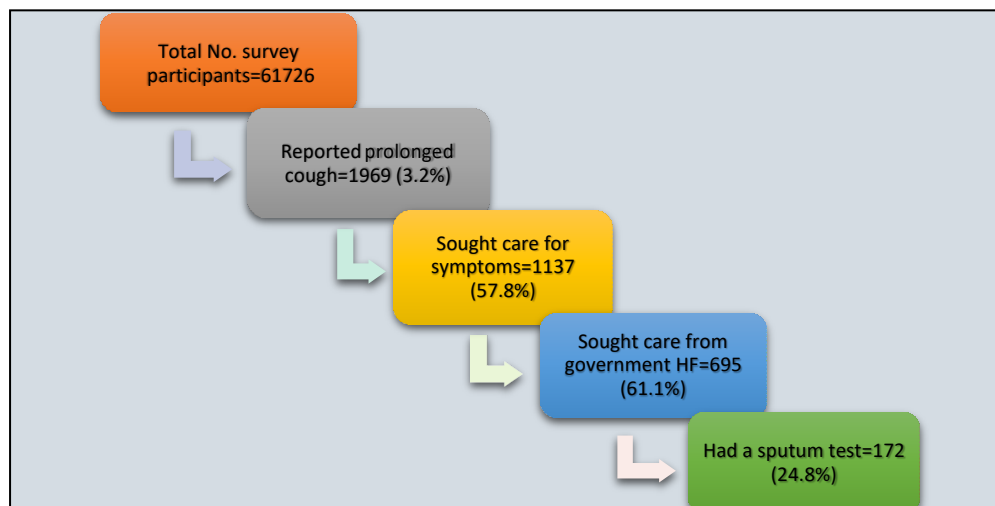 Total No. survey
participants=61726
Reported prolonged
cough=1969 (3.2%)
Sought care for
symptoms=1137
(57.8%)
Sought care from
government HF=695
(61.1%)
Had a sputum test=172
(24.8%)